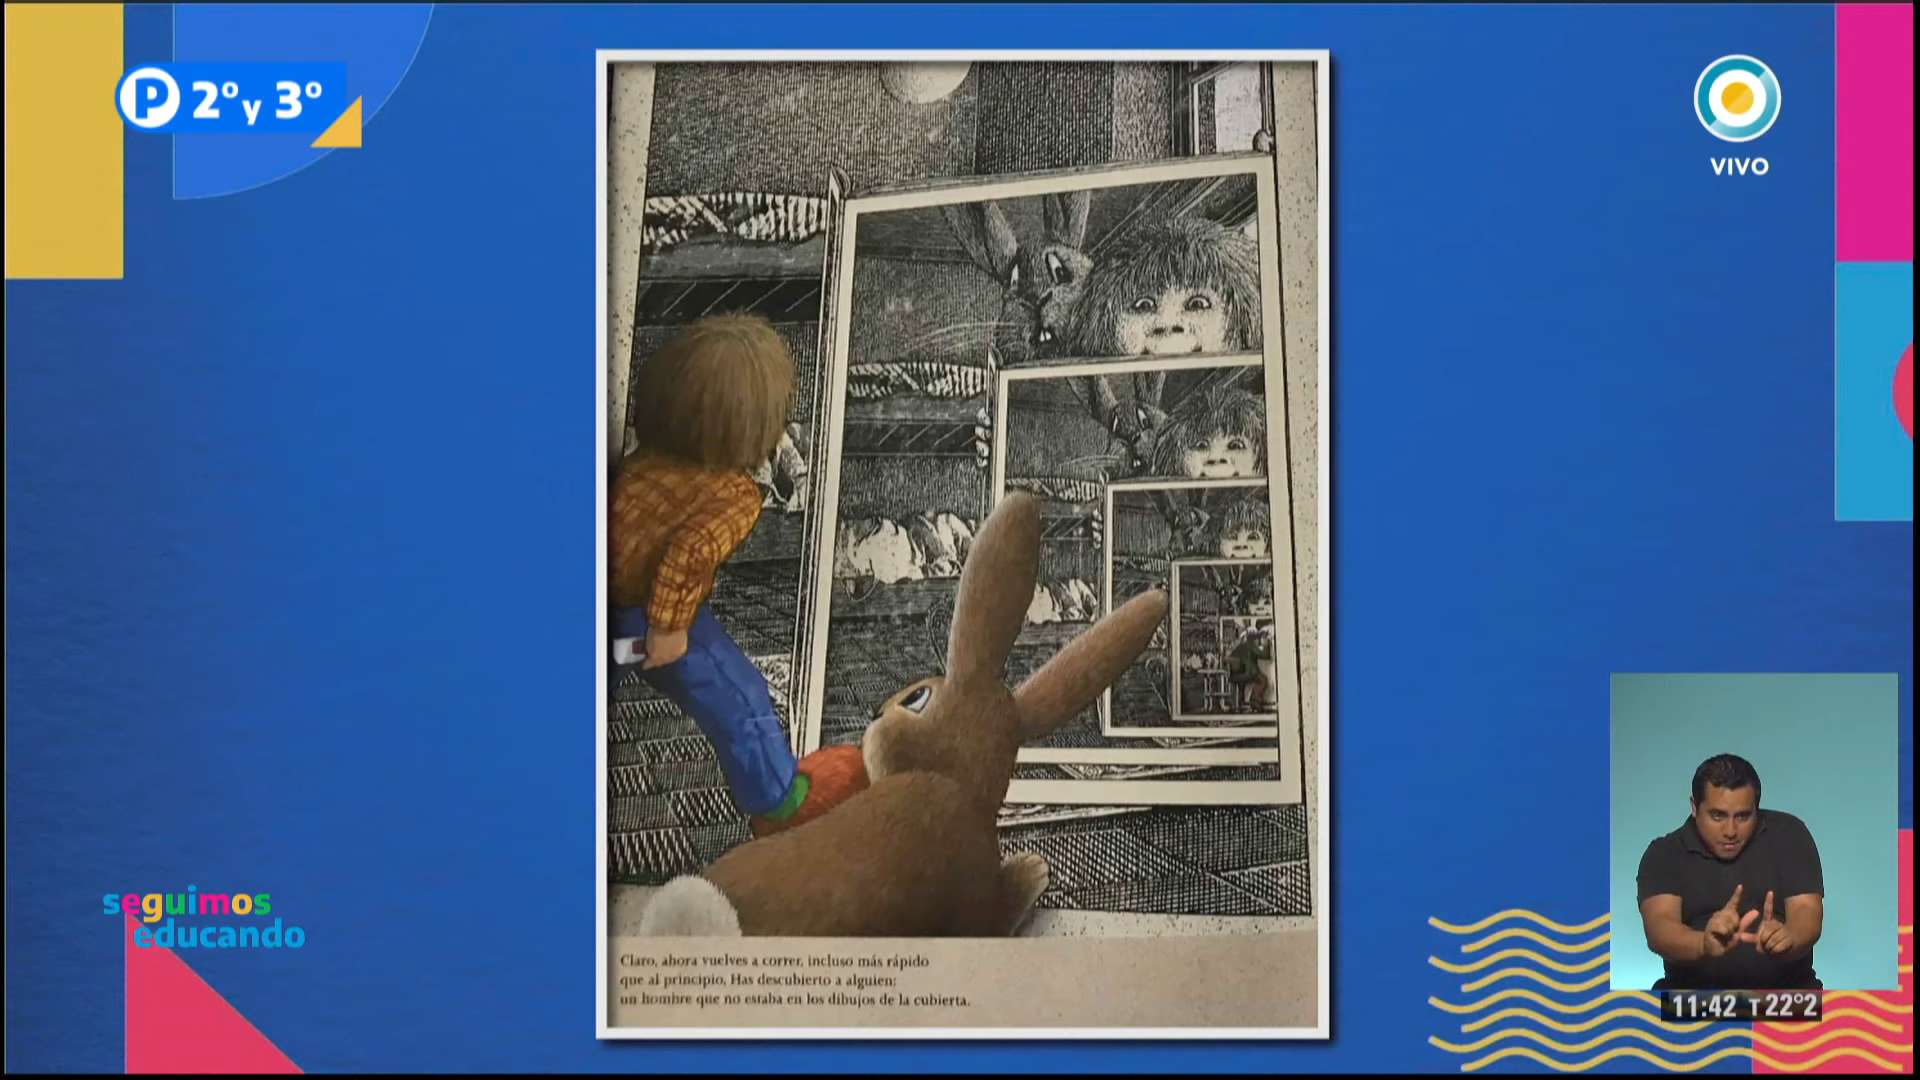 P 2° y 3°
VIVO
seguimos
educando
Claro, ahora vuelves a correr, incluso más rápido
que al principio. Has descubierto a alguien:
un hombre que no estaba en los dibujos de la cubierta.
11:42 T 22°2